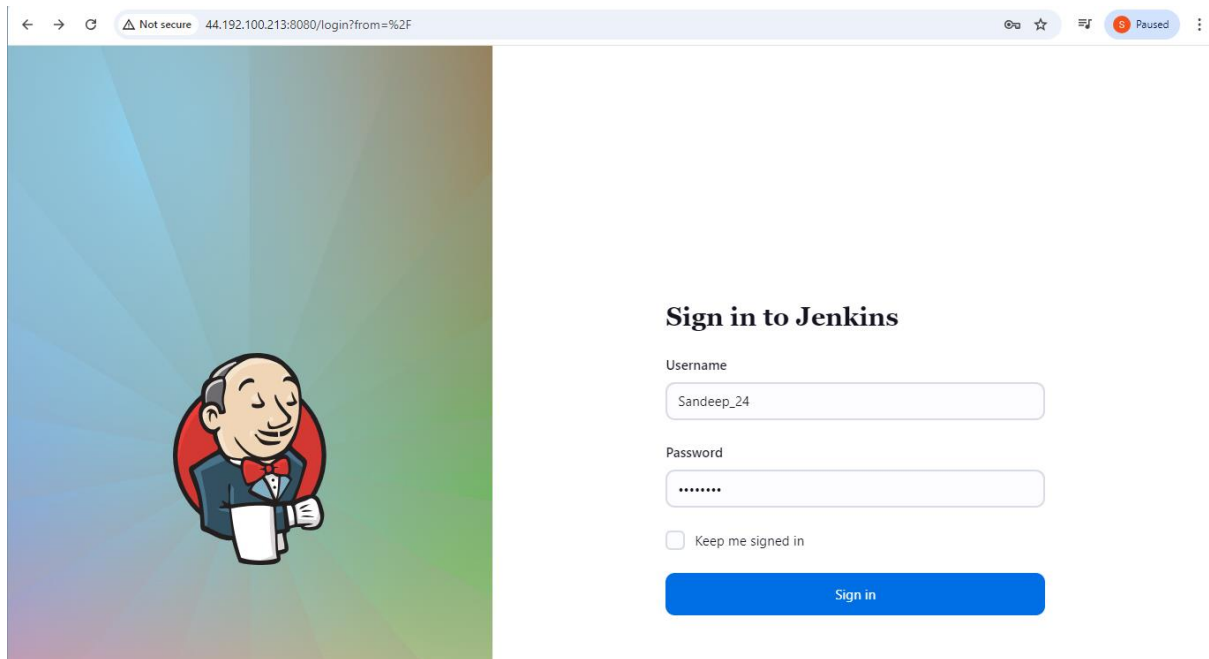 Not secure 44.192.100.213:8080/login?from=%2F S Paused
Sign in to Jenkins
Username
Sandeep_24
Password
••••••••
Keep me signed in
Sign in